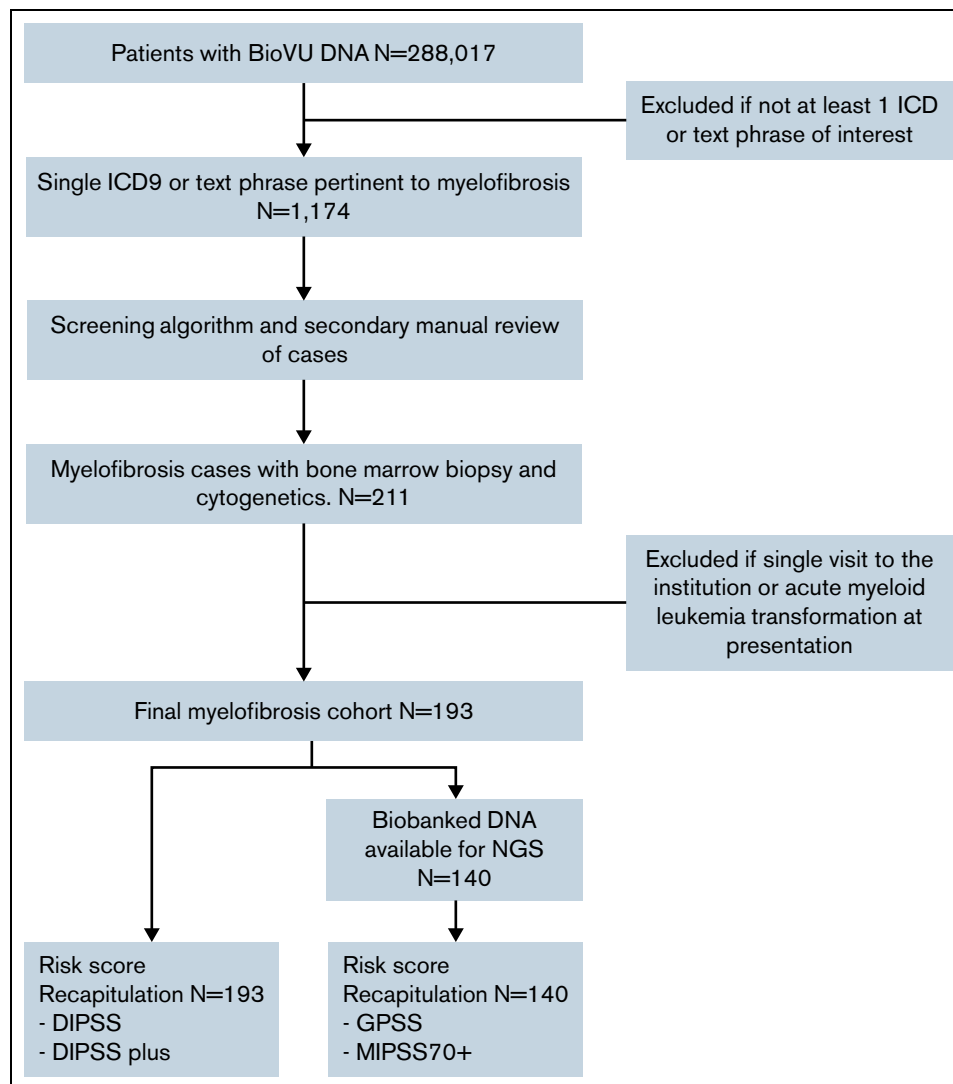 Patients with BioVU DNA N=288,017
Excluded if not at least 1 ICD
or text phrase of interest
Single ICD9 or text phrase pertinent to myelofibrosis
N=1,174
Screening algorithm and secondary manual review
of cases
Myelofibrosis cases with bone marrow biopsy and
cytogenetics. N=211
Excluded if single visit to the
institution or acute myeloid
leukemia transformation at
presentation
Final myelofibrosis cohort N=193
Biobanked DNA
available for NGS
N=140
Risk score
Recapitulation N=193
- DIPSS
- DIPSS plus
Risk score
Recapitulation N=140
- GPSS
- MIPSS70+